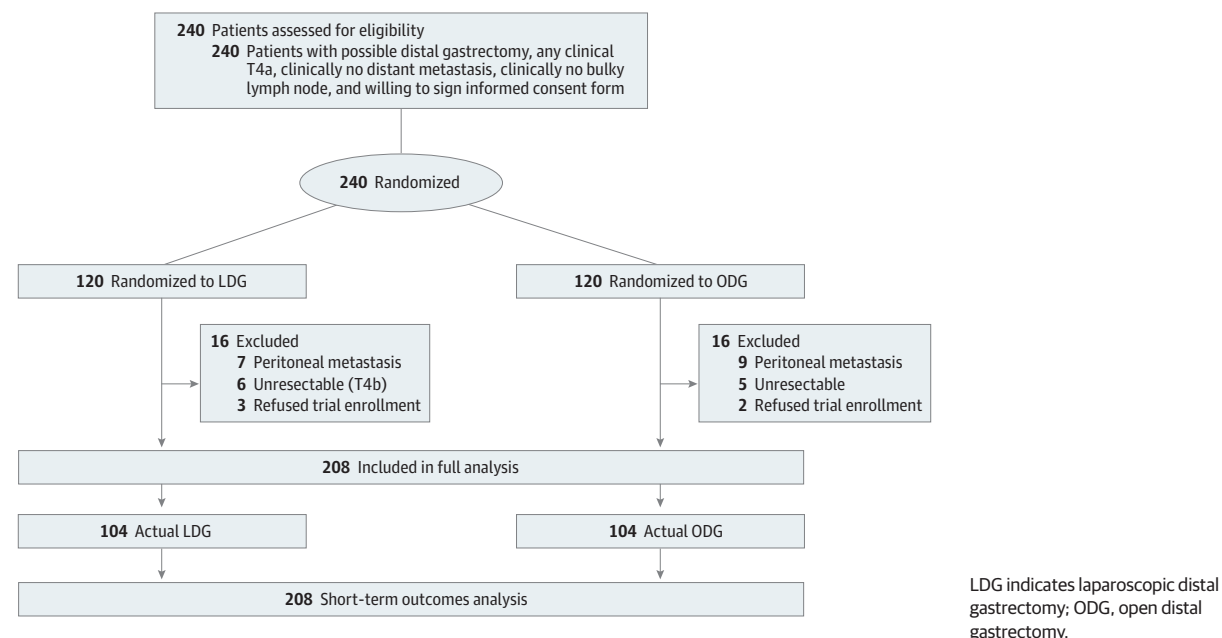 240 Patients assessed for eligibility
240 Patients with possible distal gastrectomy, any clinical
T4a, clinically no distant metastasis, clinically no bulky
lymph node, and willing to sign informed consent form
240 Randomized
120 Randomized to LDG
120 Randomized to ODG
16 Excluded
7 Peritoneal metastasis
6 Unresectable (T4b)
3 Refused trial enrollment
16 Excluded
9 Peritoneal metastasis
5 Unresectable
2 Refused trial enrollment
208 Included in full analysis
104 Actual LDG
104 Actual ODG
208 Short-term outcomes analysis
LDG indicates laparoscopic distal
gastrectomy; ODG, open distal
gastrectomy.